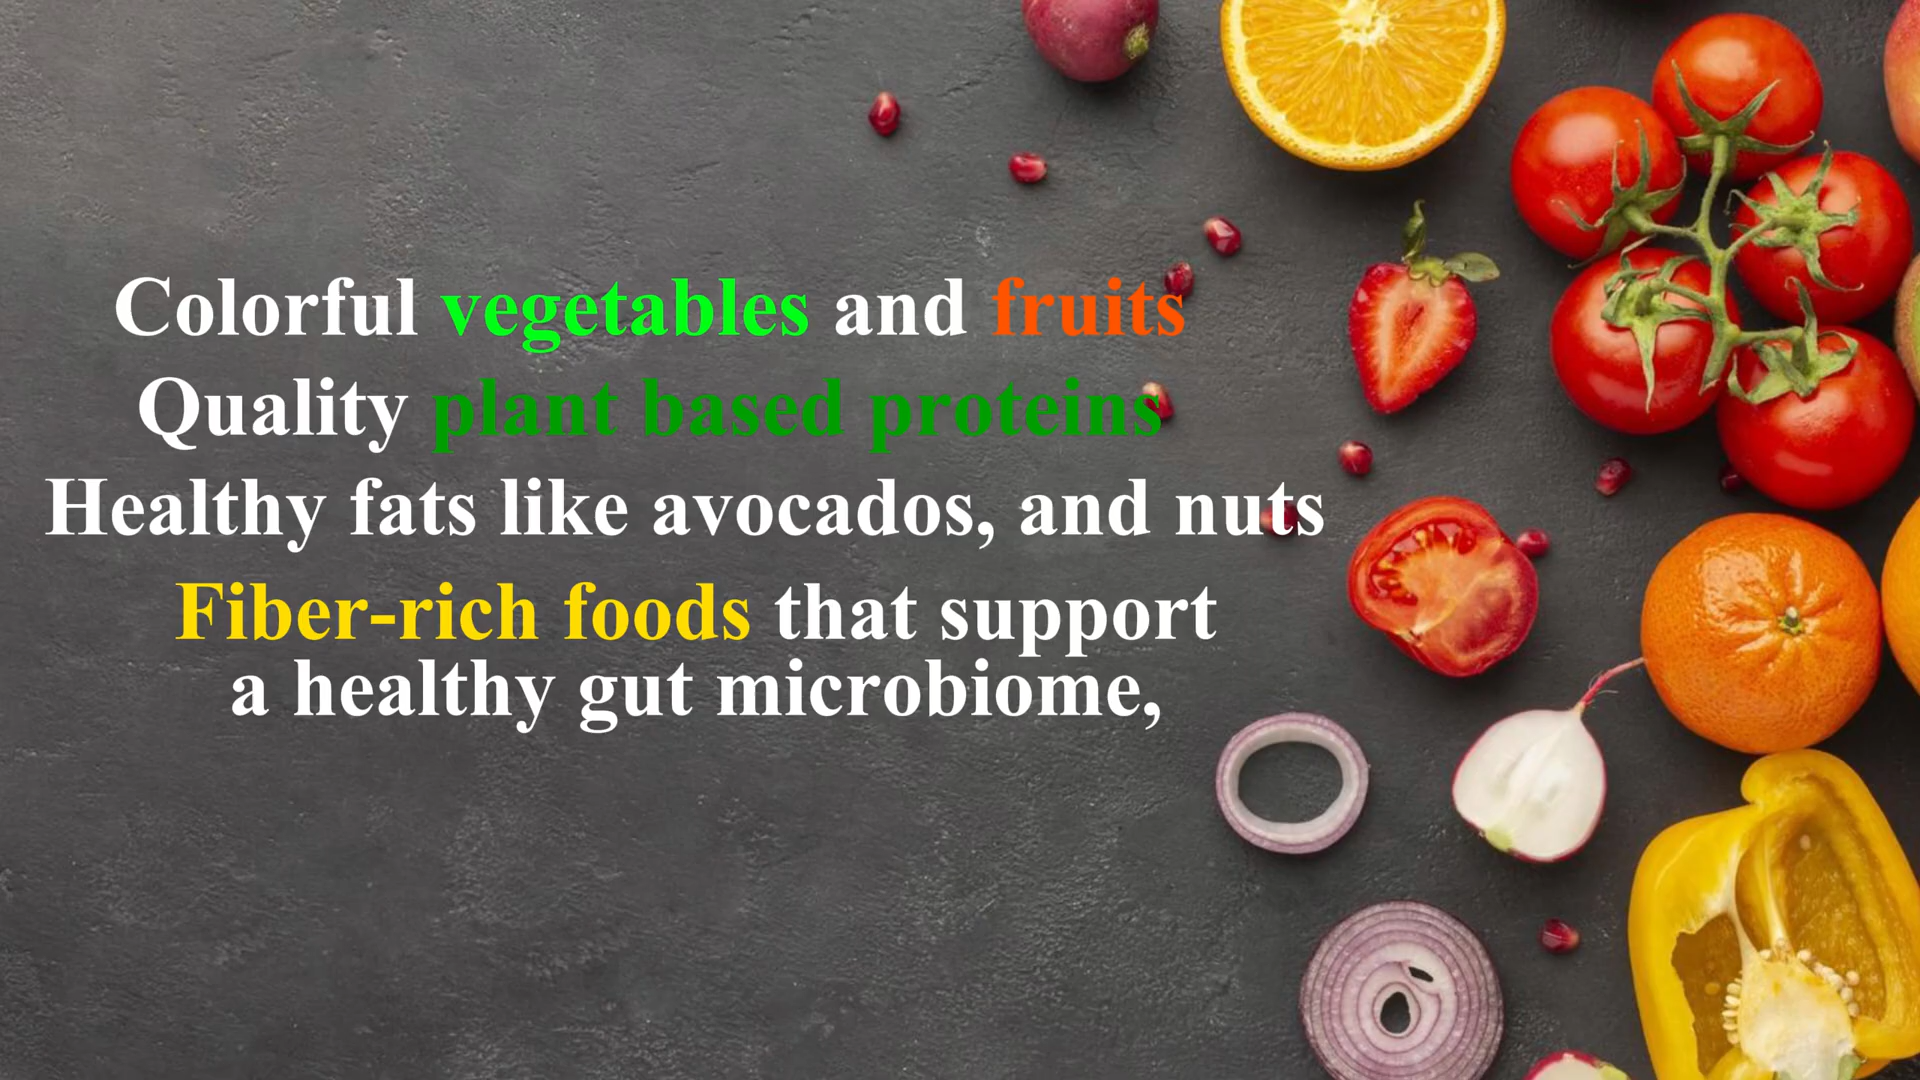 Colorful vegetables and fruits
Quality plant based proteins
Healthy fats like avocados, and nuts
Fiber-rich foods that support
a healthy gut microbiome,